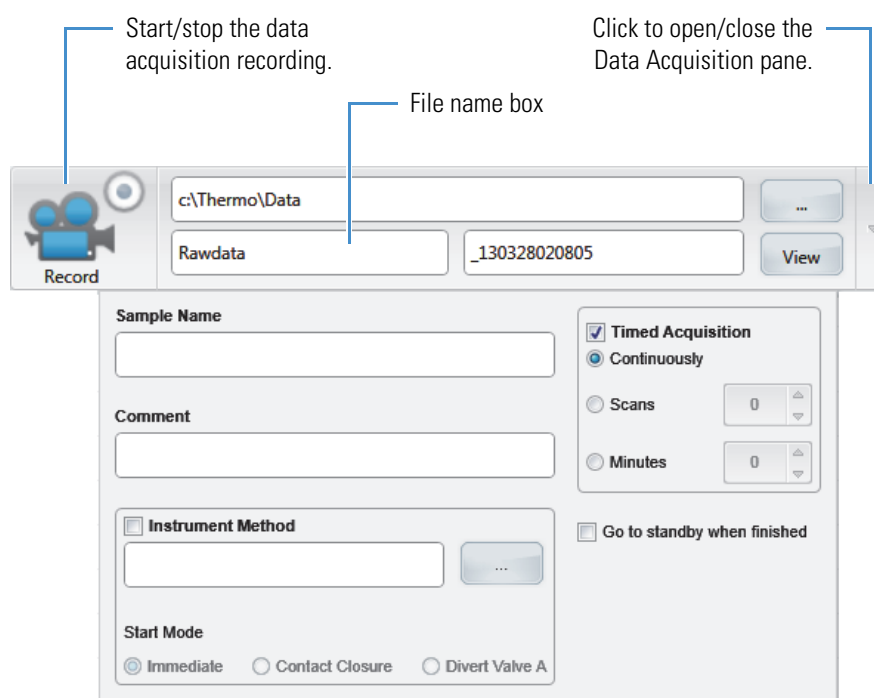 Start/stop the data
acquisition recording.
Click to open/close the
Data Acquisition pane.
File name box
c:\Thermo\Data
...
Record
Rawdata
_130328020805
View
Sample Name
Timed Acquisition
Continuously
Scans
0
Comment
Minutes
0
Instrument Method
...
Go to standby when finished
Start Mode
Immediate
Contact Closure
Divert Valve A